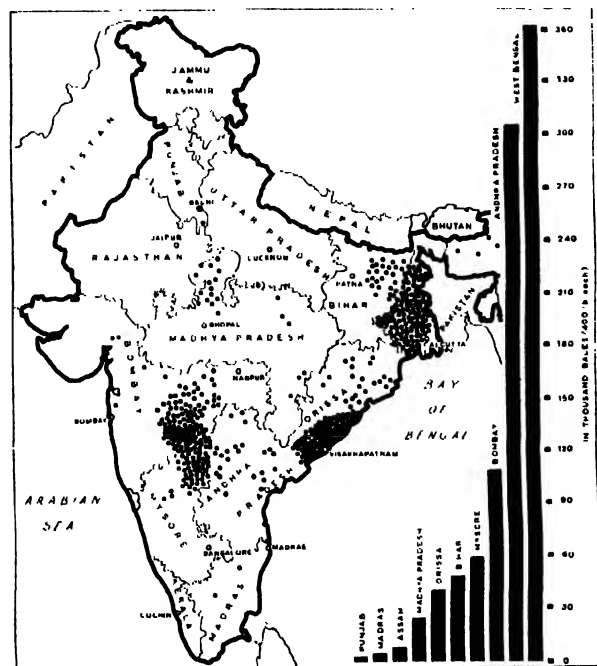 JAMMU
&
KASHMIR
PAKISTAN
PUNJAB
DELHI
UTTAR PRADESH
NEPAL
BHUTAN
JAIPUR
RAJASTHAN
LUCKNOW
PATNA
BIHAR
PAKISTAN
BHOPAL
MADHYA PRADESH
CALCUTTA
BOMBAY
NAGPUR
ORISSA
BAY
OF
BENGAL
BOMBAY
VISAKHAPATNAM
ANDHRA
PRADESH
ARABIAN
SEA
MYSORE
BANGALORE
MADRAS
KERALA
MADRAS
COCHIN
PUNJAB
MADRAS
ASSAM
MADHYA PRADESH
ORISSA
BIHAR
MYSORE
BOMBAY
ANDHRA PRADESH
WEST BENGAL
360
330
300
270
240
210
180
150
120
90
60
30
0
IN THOUSAND BALES (400 lb each)